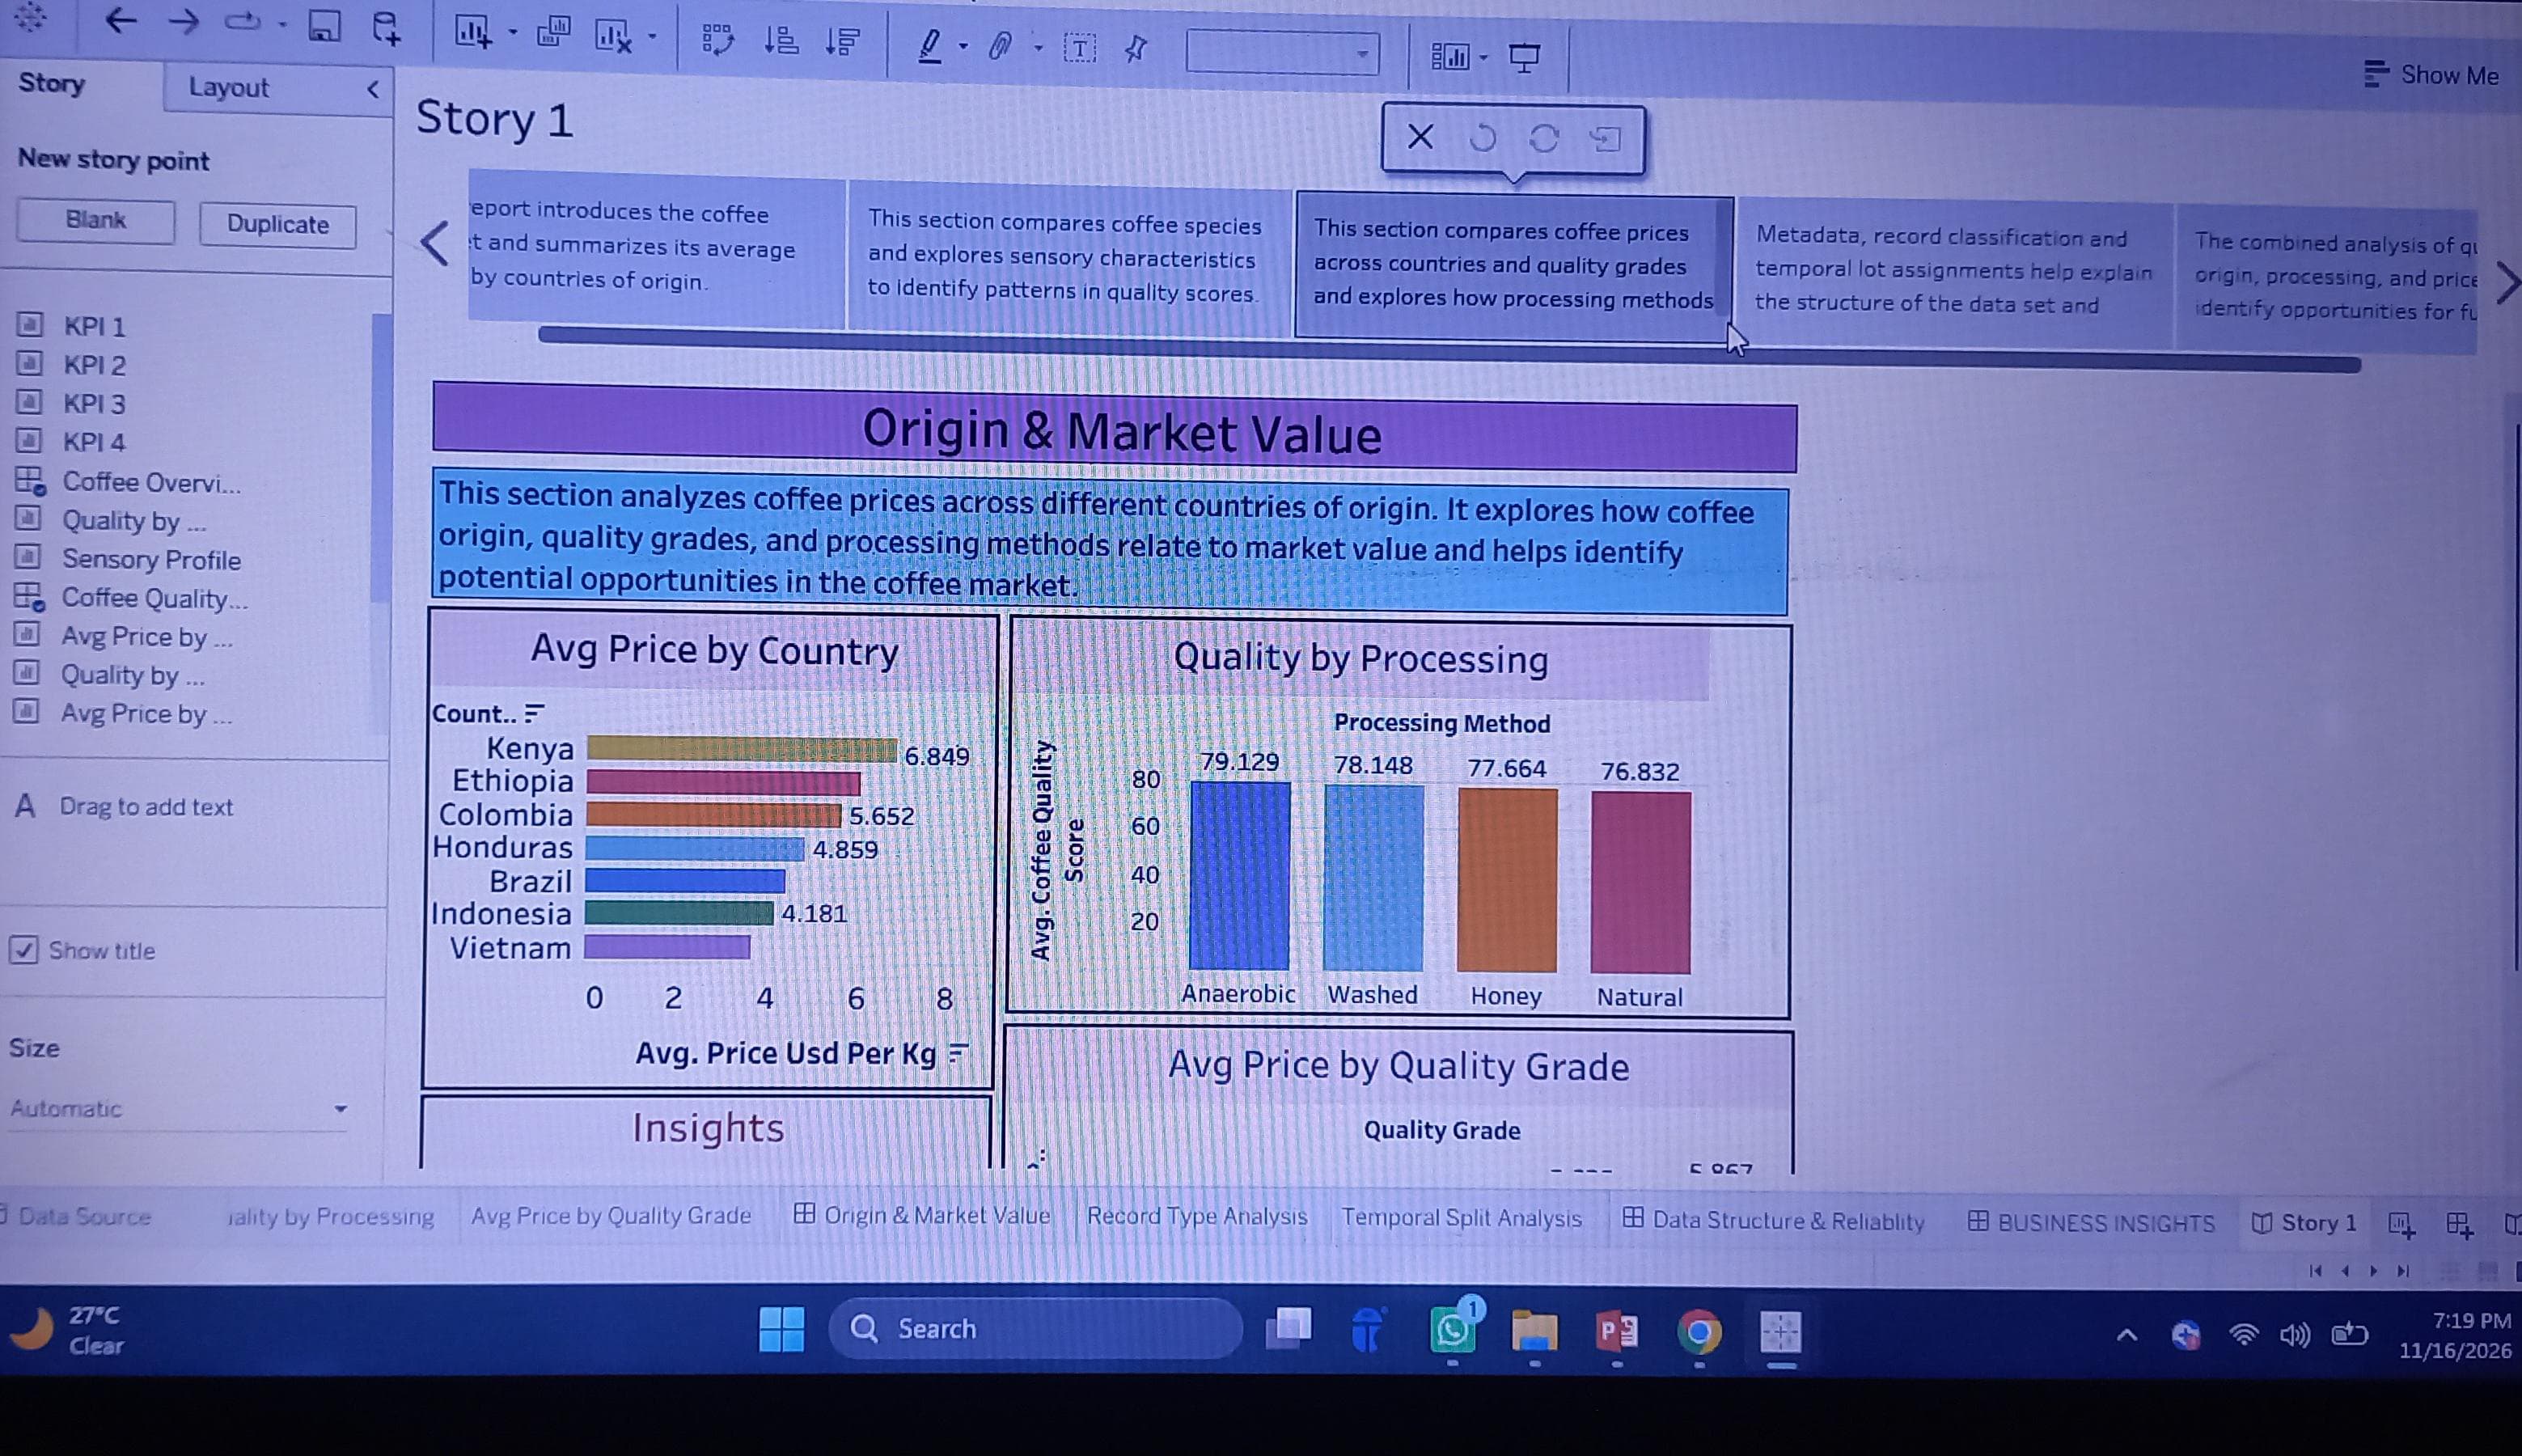 Story
Layout
Show Me
New story point
Blank
Duplicate
KPI 1
KPI 2
KPI 3
KPI 4
Coffee Overvi...
Quality by ...
Sensory Profile
Coffee Quality...
Avg Price by ...
Quality by ...
Avg Price by ...
A Drag to add text
Show title
Size
Automatic
Story 1
eport introduces the coffee
t and summarizes its average
by countries of origin.
This section compares coffee species
and explores sensory characteristics
to identify patterns in quality scores.
This section compares coffee prices
across countries and quality grades
and explores how processing methods
Metadata, record classification and
temporal lot assignments help explain
the structure of the data set and
The combined analysis of qu
origin, processing, and price
identify opportunities for fu
Origin & Market Value
This section analyzes coffee prices across different countries of origin. It explores how coffee
origin, quality grades, and processing methods relate to market value and helps identify
potential opportunities in the coffee market.
Avg Price by Country
Count..
Kenya 6.849
Ethiopia
Colombia 5.652
Honduras 4.859
Brazil
Indonesia 4.181
Vietnam
0 2 4 6 8
Avg. Price Usd Per Kg
Insights
Quality by Processing
Processing Method
Avg. Coffee Quality
Score
79.129 78.148 77.664 76.832
80
60
40
20
Anaerobic Washed Honey Natural
Avg Price by Quality Grade
Quality Grade
Data Source
ality by Processing
Avg Price by Quality Grade
Origin & Market Value
Record Type Analysis
Temporal Split Analysis
Data Structure & Reliablity
BUSINESS INSIGHTS
Story 1
27°C
Clear
Search
1
7:19 PM
11/16/2026